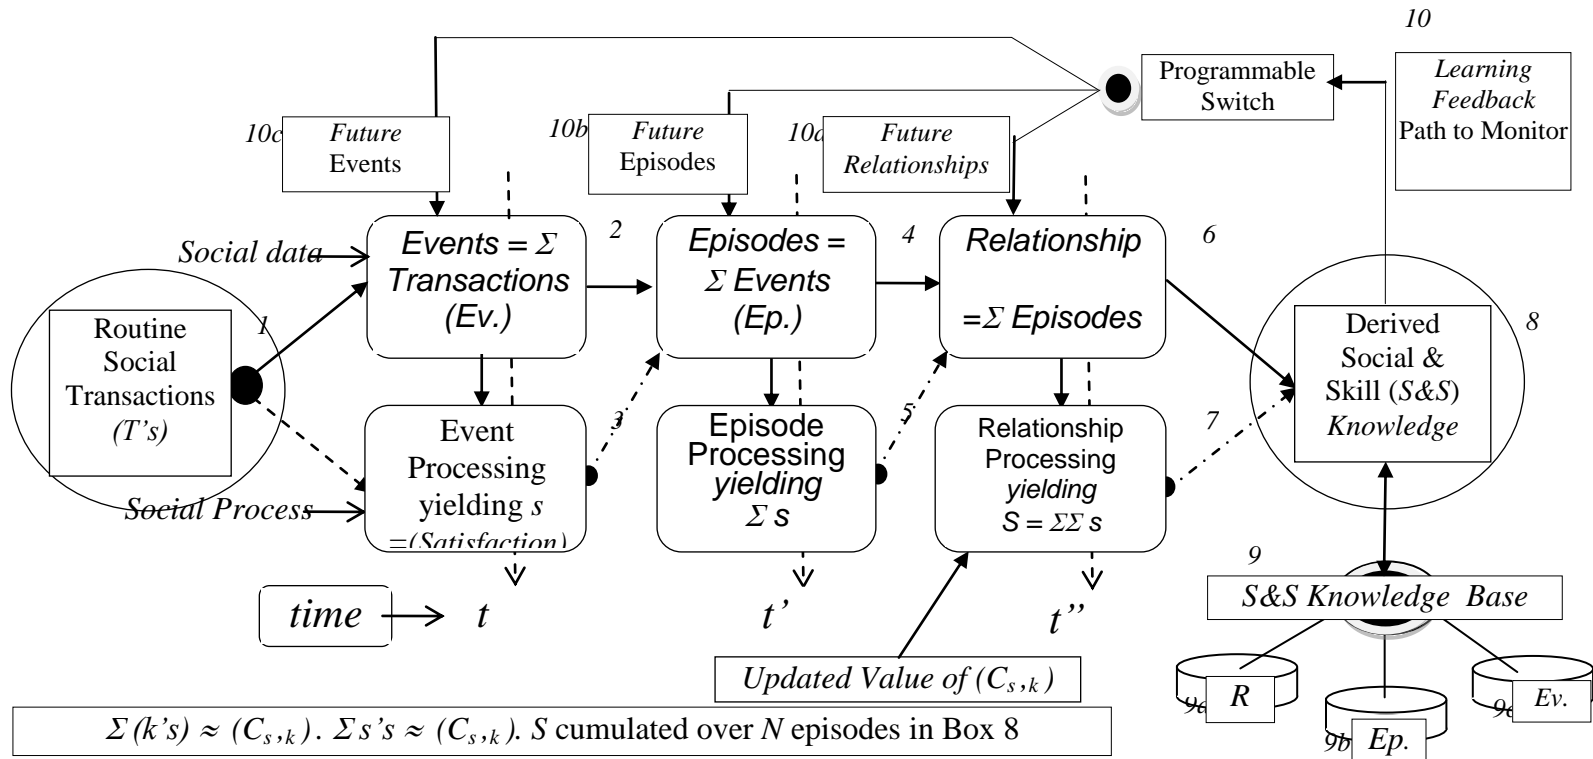 10
Programmable
Switch
Learning
Feedback
Path to Monitor
10c
Future
Events
10b
Future
Episodes
10a
Future
Relationships
Social data
Events = Σ
Transactions
(Ev.)
2
Episodes =
Σ Events
(Ep.)
4
Relationship
=Σ Episodes
6
1
Routine
Social
Transactions
(T's)
Derived
Social &
Skill (S&S)
Knowledge
8
Social Process
Event
Processing
yielding s
=(Satisfaction)
3
Episode
Processing
yielding
Σ s
5
Relationship
Processing
yielding
S = ΣΣ s
7
time
t
t'
t''
9
S&S Knowledge Base
Updated Value of (Cs,k)
9a
R
9b
Ep.
Ev.
Σ (k's) ≈ (Cs,k). Σ s's ≈ (Cs,k). S cumulated over N episodes in Box 8